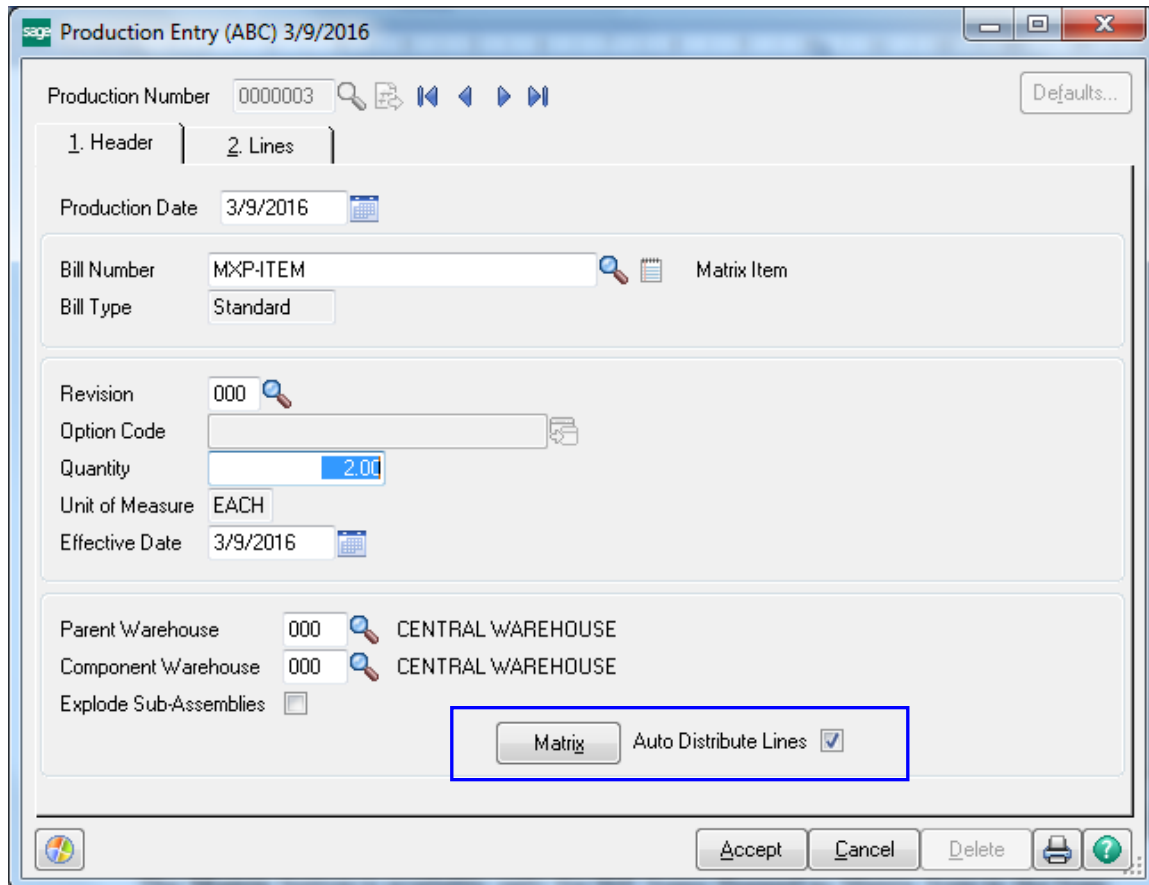 sage Production Entry (ABC) 3/9/2016
Production Number 0000003 Defaults...
1. Header 2. Lines
Production Date 3/9/2016
Bill Number MXP-ITEM Matrix Item
Bill Type Standard
Revision 000
Option Code
Quantity 2.00
Unit of Measure EACH
Effective Date 3/9/2016
Parent Warehouse 000 CENTRAL WAREHOUSE
Component Warehouse 000 CENTRAL WAREHOUSE
Explode Sub-Assemblies
Matrix Auto Distribute Lines
Accept Cancel Delete ?